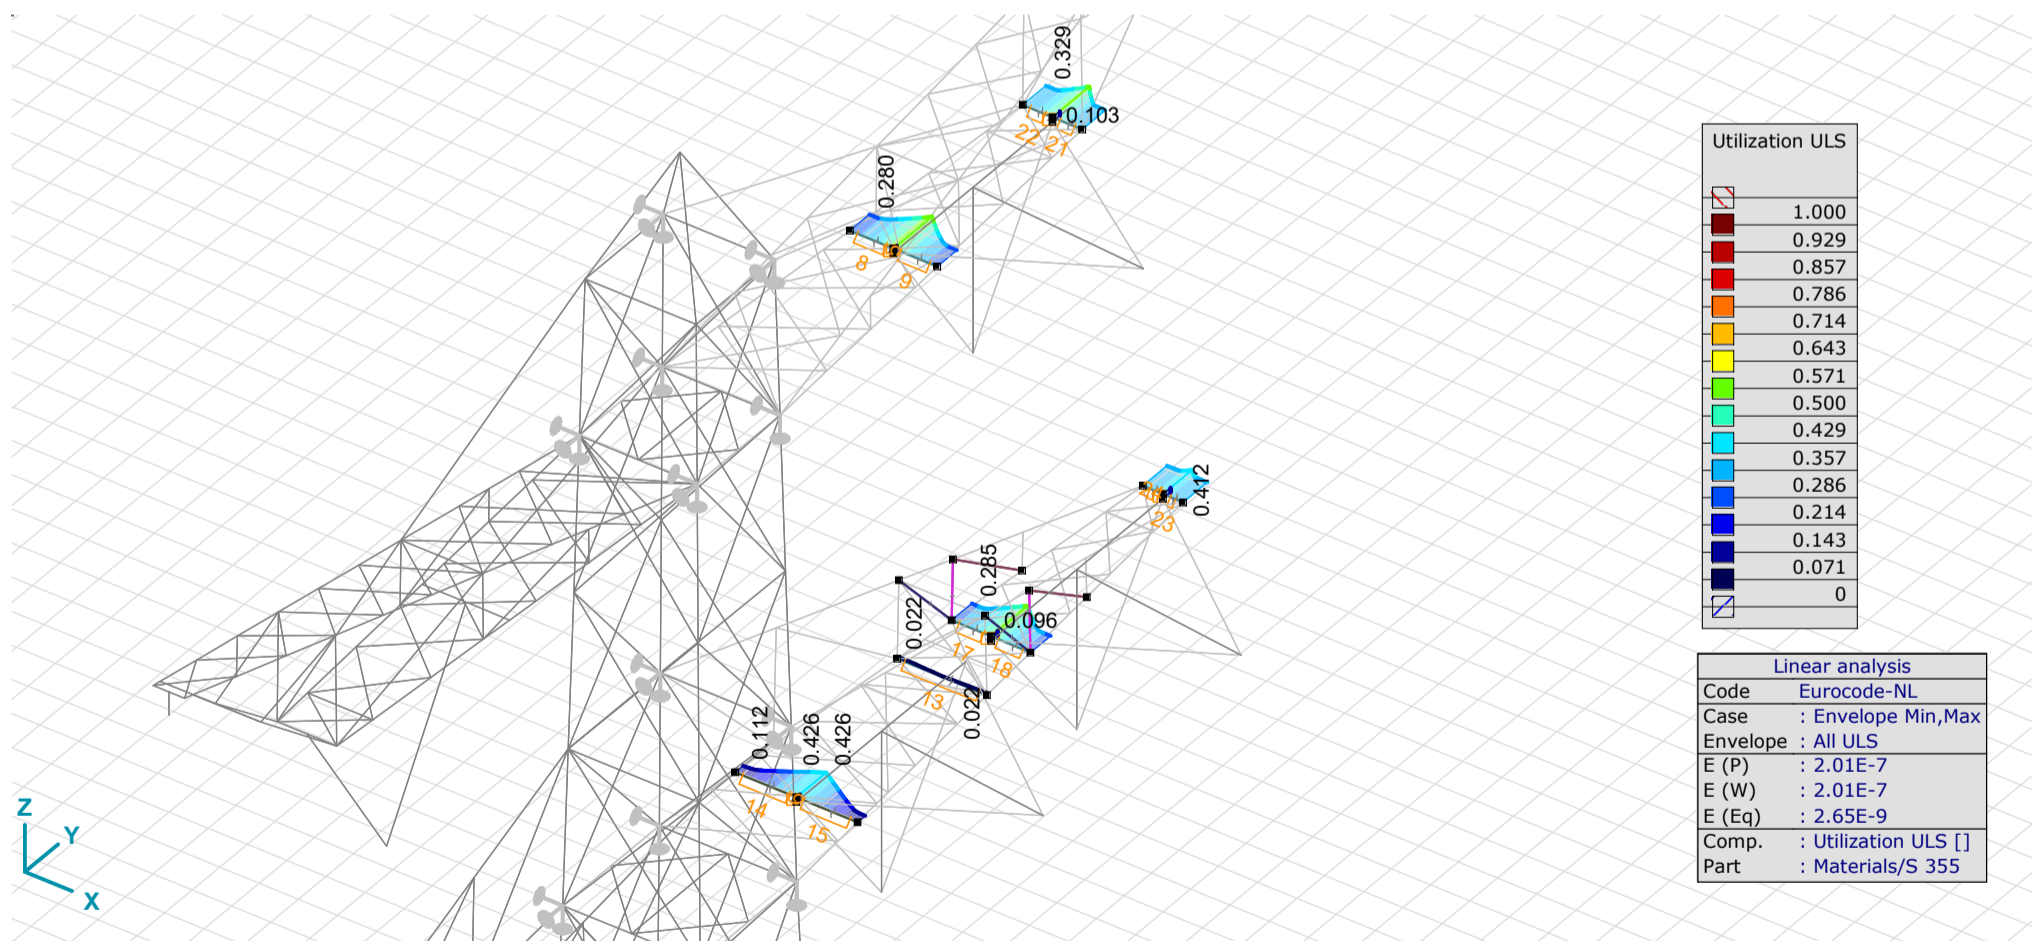 0.329
0.103
22
21
0.280
8
9
0.412
23
0.285
0.022
0.096
17
18
13
0.022
0.112
0.426
0.426
14
15
Z
Y
X
Utilization ULS
1.000
0.929
0.857
0.786
0.714
0.643
0.571
0.500
0.429
0.357
0.286
0.214
0.143
0.071
0
Linear analysis
Code Eurocode-NL
Case : Envelope Min,Max
Envelope : All ULS
E (P) : 2.01E-7
E (W) : 2.01E-7
E (Eq) : 2.65E-9
Comp. : Utilization ULS []
Part : Materials/S 355